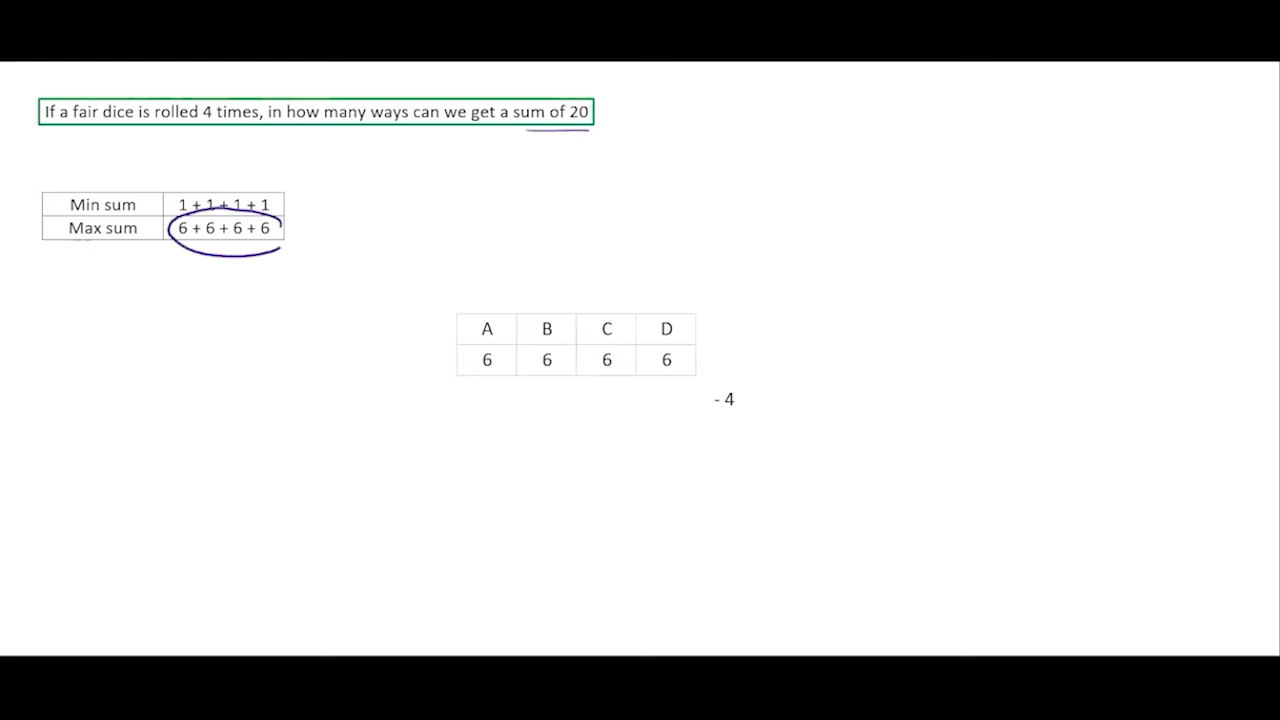 If a fair dice is rolled 4 times, in how many ways can we get a sum of 20
Min sum 1 + 1 + 1 + 1
Max sum 6 + 6 + 6 + 6
A B C D
6 6 6 6
- 4